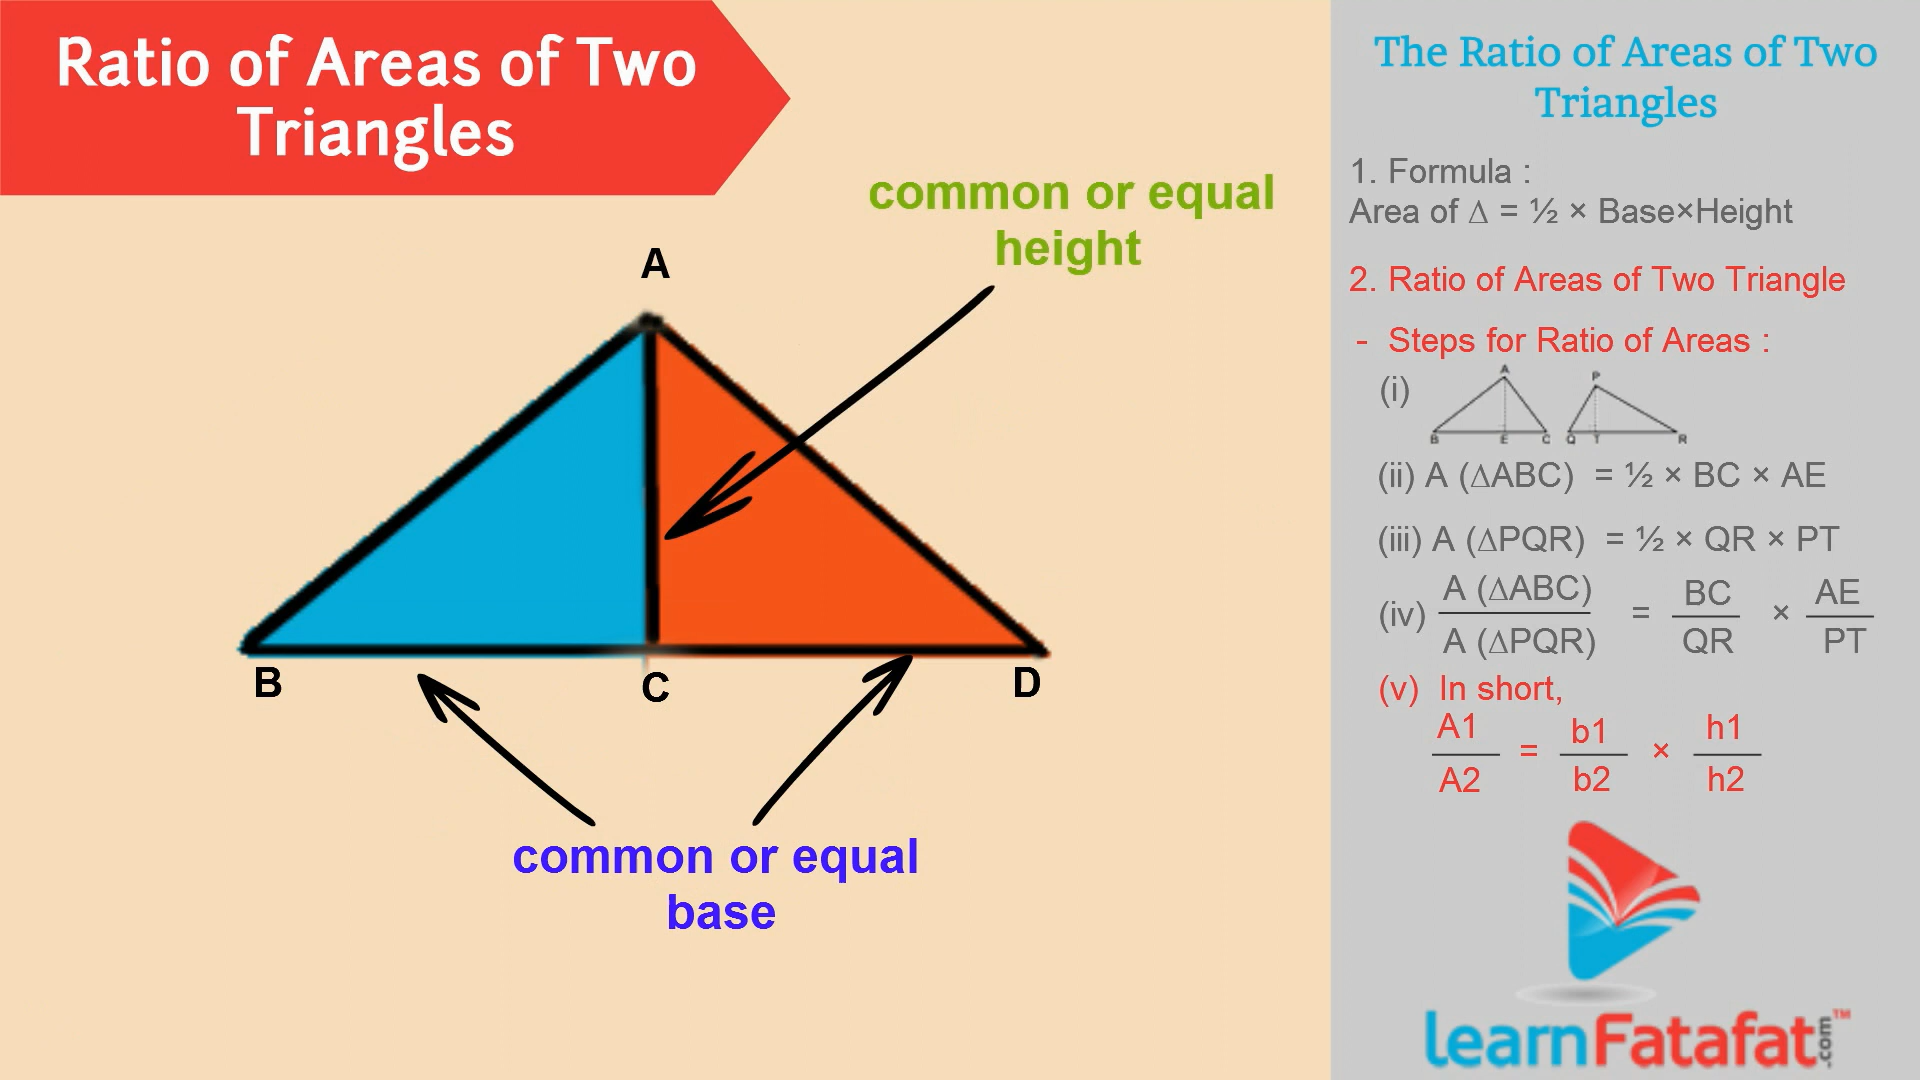 Ratio of Areas of Two
Triangles
common or equal
height
A
B
C
D
common or equal
base
The Ratio of Areas of Two
Triangles
1. Formula :
Area of ∆ = ½ × Base×Height
2. Ratio of Areas of Two Triangle
- Steps for Ratio of Areas :
(i)
A P
B E C Q T R
(ii) A (∆ABC) = ½ × BC × AE
(iii) A (∆PQR) = ½ × QR × PT
(iv) A (∆ABC) / A (∆PQR) = BC / QR × AE / PT
(v) In short,
A1 / A2 = b1 / b2 × h1 / h2
learnFatafat.com™